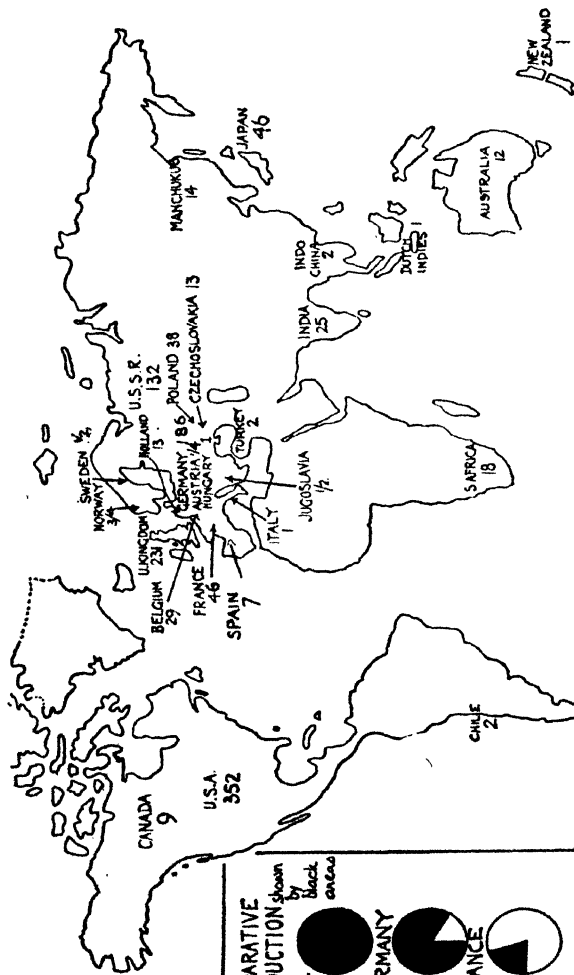 CANADA
9
U.S.A.
352
CHILE
2
NORWAY
3/4
SWEDEN 1/2
U.KINGDOM
231
HOLLAND
13
BELGIUM
29
FRANCE
46
SPAIN
7
GERMANY 186
AUSTRIA 1/4
HUNGARY
1
ITALY
1
JUGOSLAVIA
1/2
TURKEY
2
U.S.S.R.
132
POLAND 38
CZECHOSLOVAKIA 13
MANCHUKUO
14
JAPAN
46
INDIA
25
INDO
CHINA
2
DUTCH
INDIES
1
S AFRICA
18
AUSTRALIA
12
NEW
ZEALAND
1
ARATIVE
DUCTION shown
by
black
areas
RMANY
ANCE